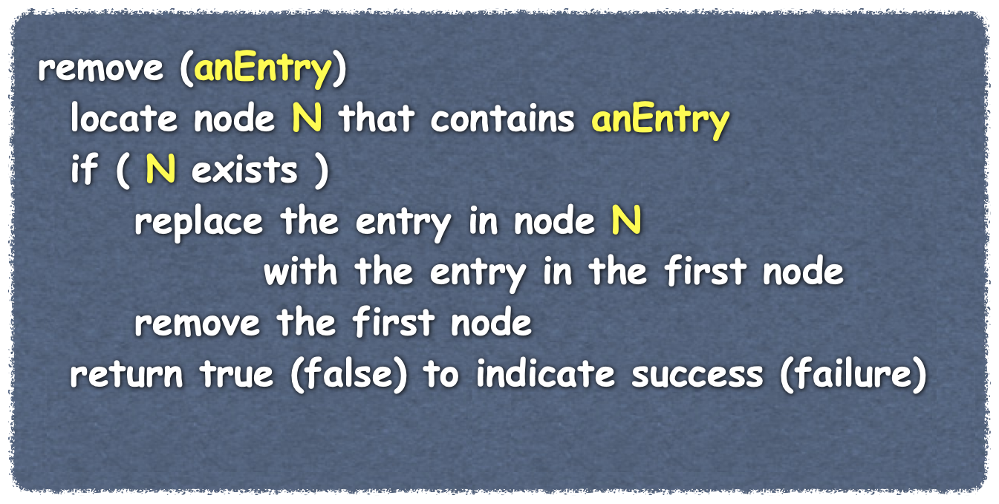 remove (anEntry)
locate node N that contains anEntry
if ( N exists )
replace the entry in node N
with the entry in the first node
remove the first node
return true (false) to indicate success (failure)